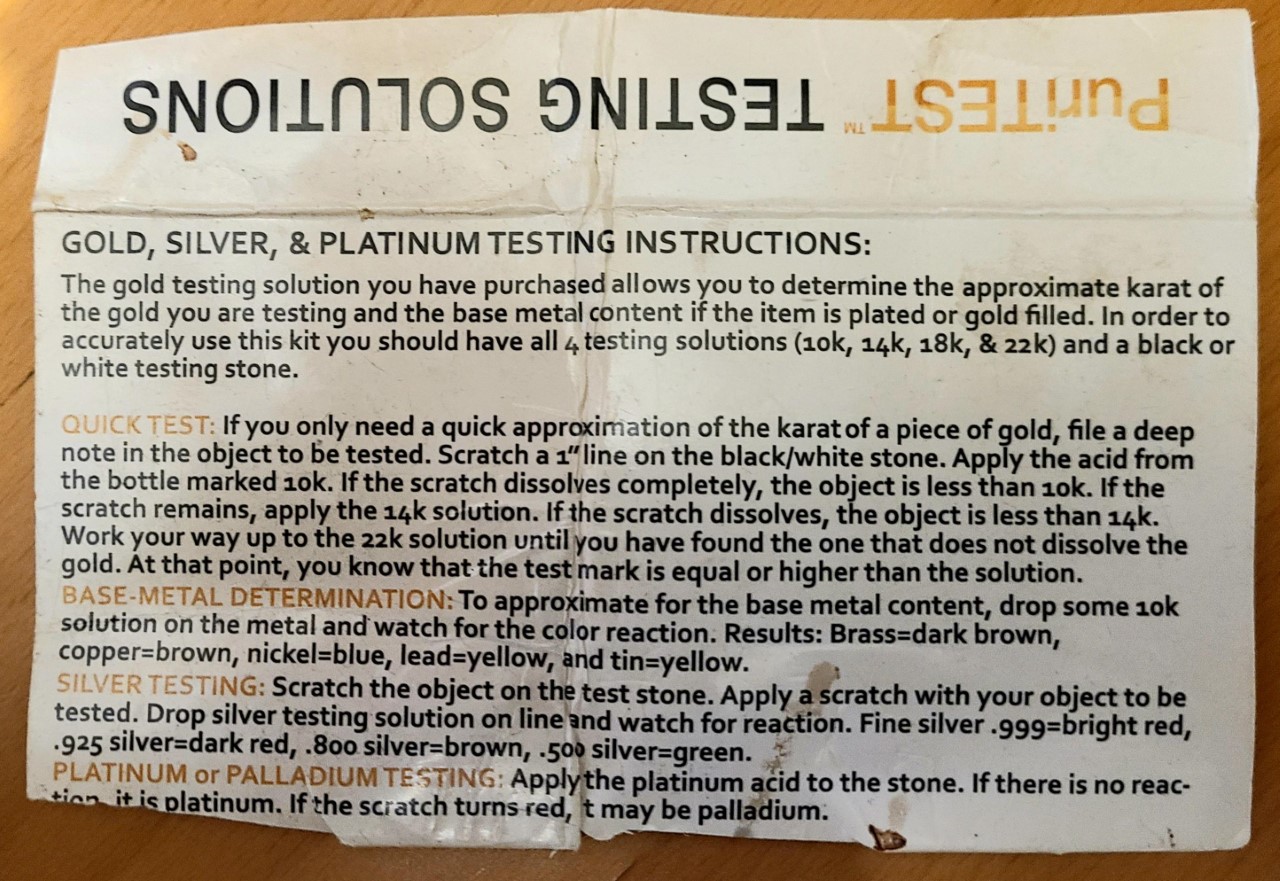 PuriTEST™ TESTING SOLUTIONS
GOLD, SILVER, & PLATINUM TESTING INSTRUCTIONS:
The gold testing solution you have purchased allows you to determine the approximate karat of
the gold you are testing and the base metal content if the item is plated or gold filled. In order to
accurately use this kit you should have all 4 testing solutions (10k, 14k, 18k, & 22k) and a black or
white testing stone.
QUICK TEST: If you only need a quick approximation of the karat of a piece of gold, file a deep
note in the object to be tested. Scratch a 1" line on the black/white stone. Apply the acid from
the bottle marked 10k. If the scratch dissolves completely, the object is less than 10k. If the
scratch remains, apply the 14k solution. If the scratch dissolves, the object is less than 14k.
Work your way up to the 22k solution until you have found the one that does not dissolve the
gold. At that point, you know that the test mark is equal or higher than the solution.
BASE-METAL DETERMINATION: To approximate for the base metal content, drop some 10k
solution on the metal and watch for the color reaction. Results: Brass=dark brown,
copper=brown, nickel=blue, lead=yellow, and tin=yellow.
SILVER TESTING: Scratch the object on the test stone. Apply a scratch with your object to be
tested. Drop silver testing solution on line and watch for reaction. Fine silver .999=bright red,
.925 silver=dark red, .800 silver=brown, .500 silver=green.
PLATINUM or PALLADIUM TESTING: Apply the platinum acid to the stone. If there is no reac-
tion, it is platinum. If the scratch turns red, it may be palladium.